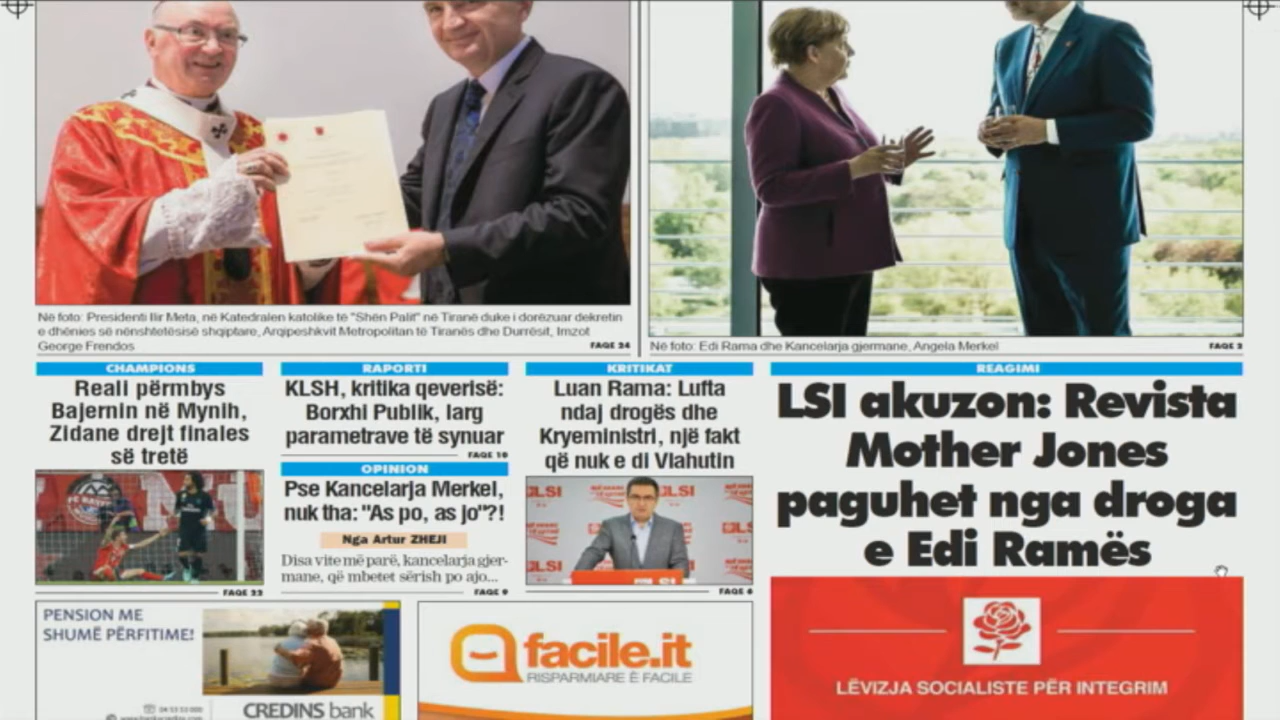 Në foto: Presidenti Ilir Meta, në Katedralen katolike të "Shën Palit" në Tiranë duke i dorëzuar dekretin
e dhënies së nënshtetësisë shqiptare, Arqipeshkvit Metropolitan të Tiranës dhe Durrësit, Imzot
George Frendos
FAQE 24
Në foto: Edi Rama dhe Kancelarja gjermane, Angela Merkel
FAQE 2
CHAMPIONS
Reali përmbys
Bajernin në Mynih,
Zidane drejt finales
së tretë
FAQE 22
RAPORTI
KLSH, kritika qeverisë:
Borxhi Publik, larg
parametrave të synuar
FAQE 10
OPINION
Pse Kancelarja Merkel,
nuk tha: "As po, as jo"?!
Nga Artur ZHEJI
Disa vite më parë, kancelarja gjer-
mane, që mbetet sërish po ajo...
FAQE 9
KRITIKAT
Luan Rama: Lufta
ndaj drogës dhe
Kryeministri, një fakt
që nuk e di Vlahutin
LSI
LSI
FAQE 6
REAGIMI
LSI akuzon: Revista
Mother Jones
paguhet nga droga
e Edi Ramës
LËVIZJA SOCIALISTE PËR INTEGRIM
PENSION ME
SHUMË PËRFITIME!
CREDINS bank
facile.it
RISPARMIARE È FACILE